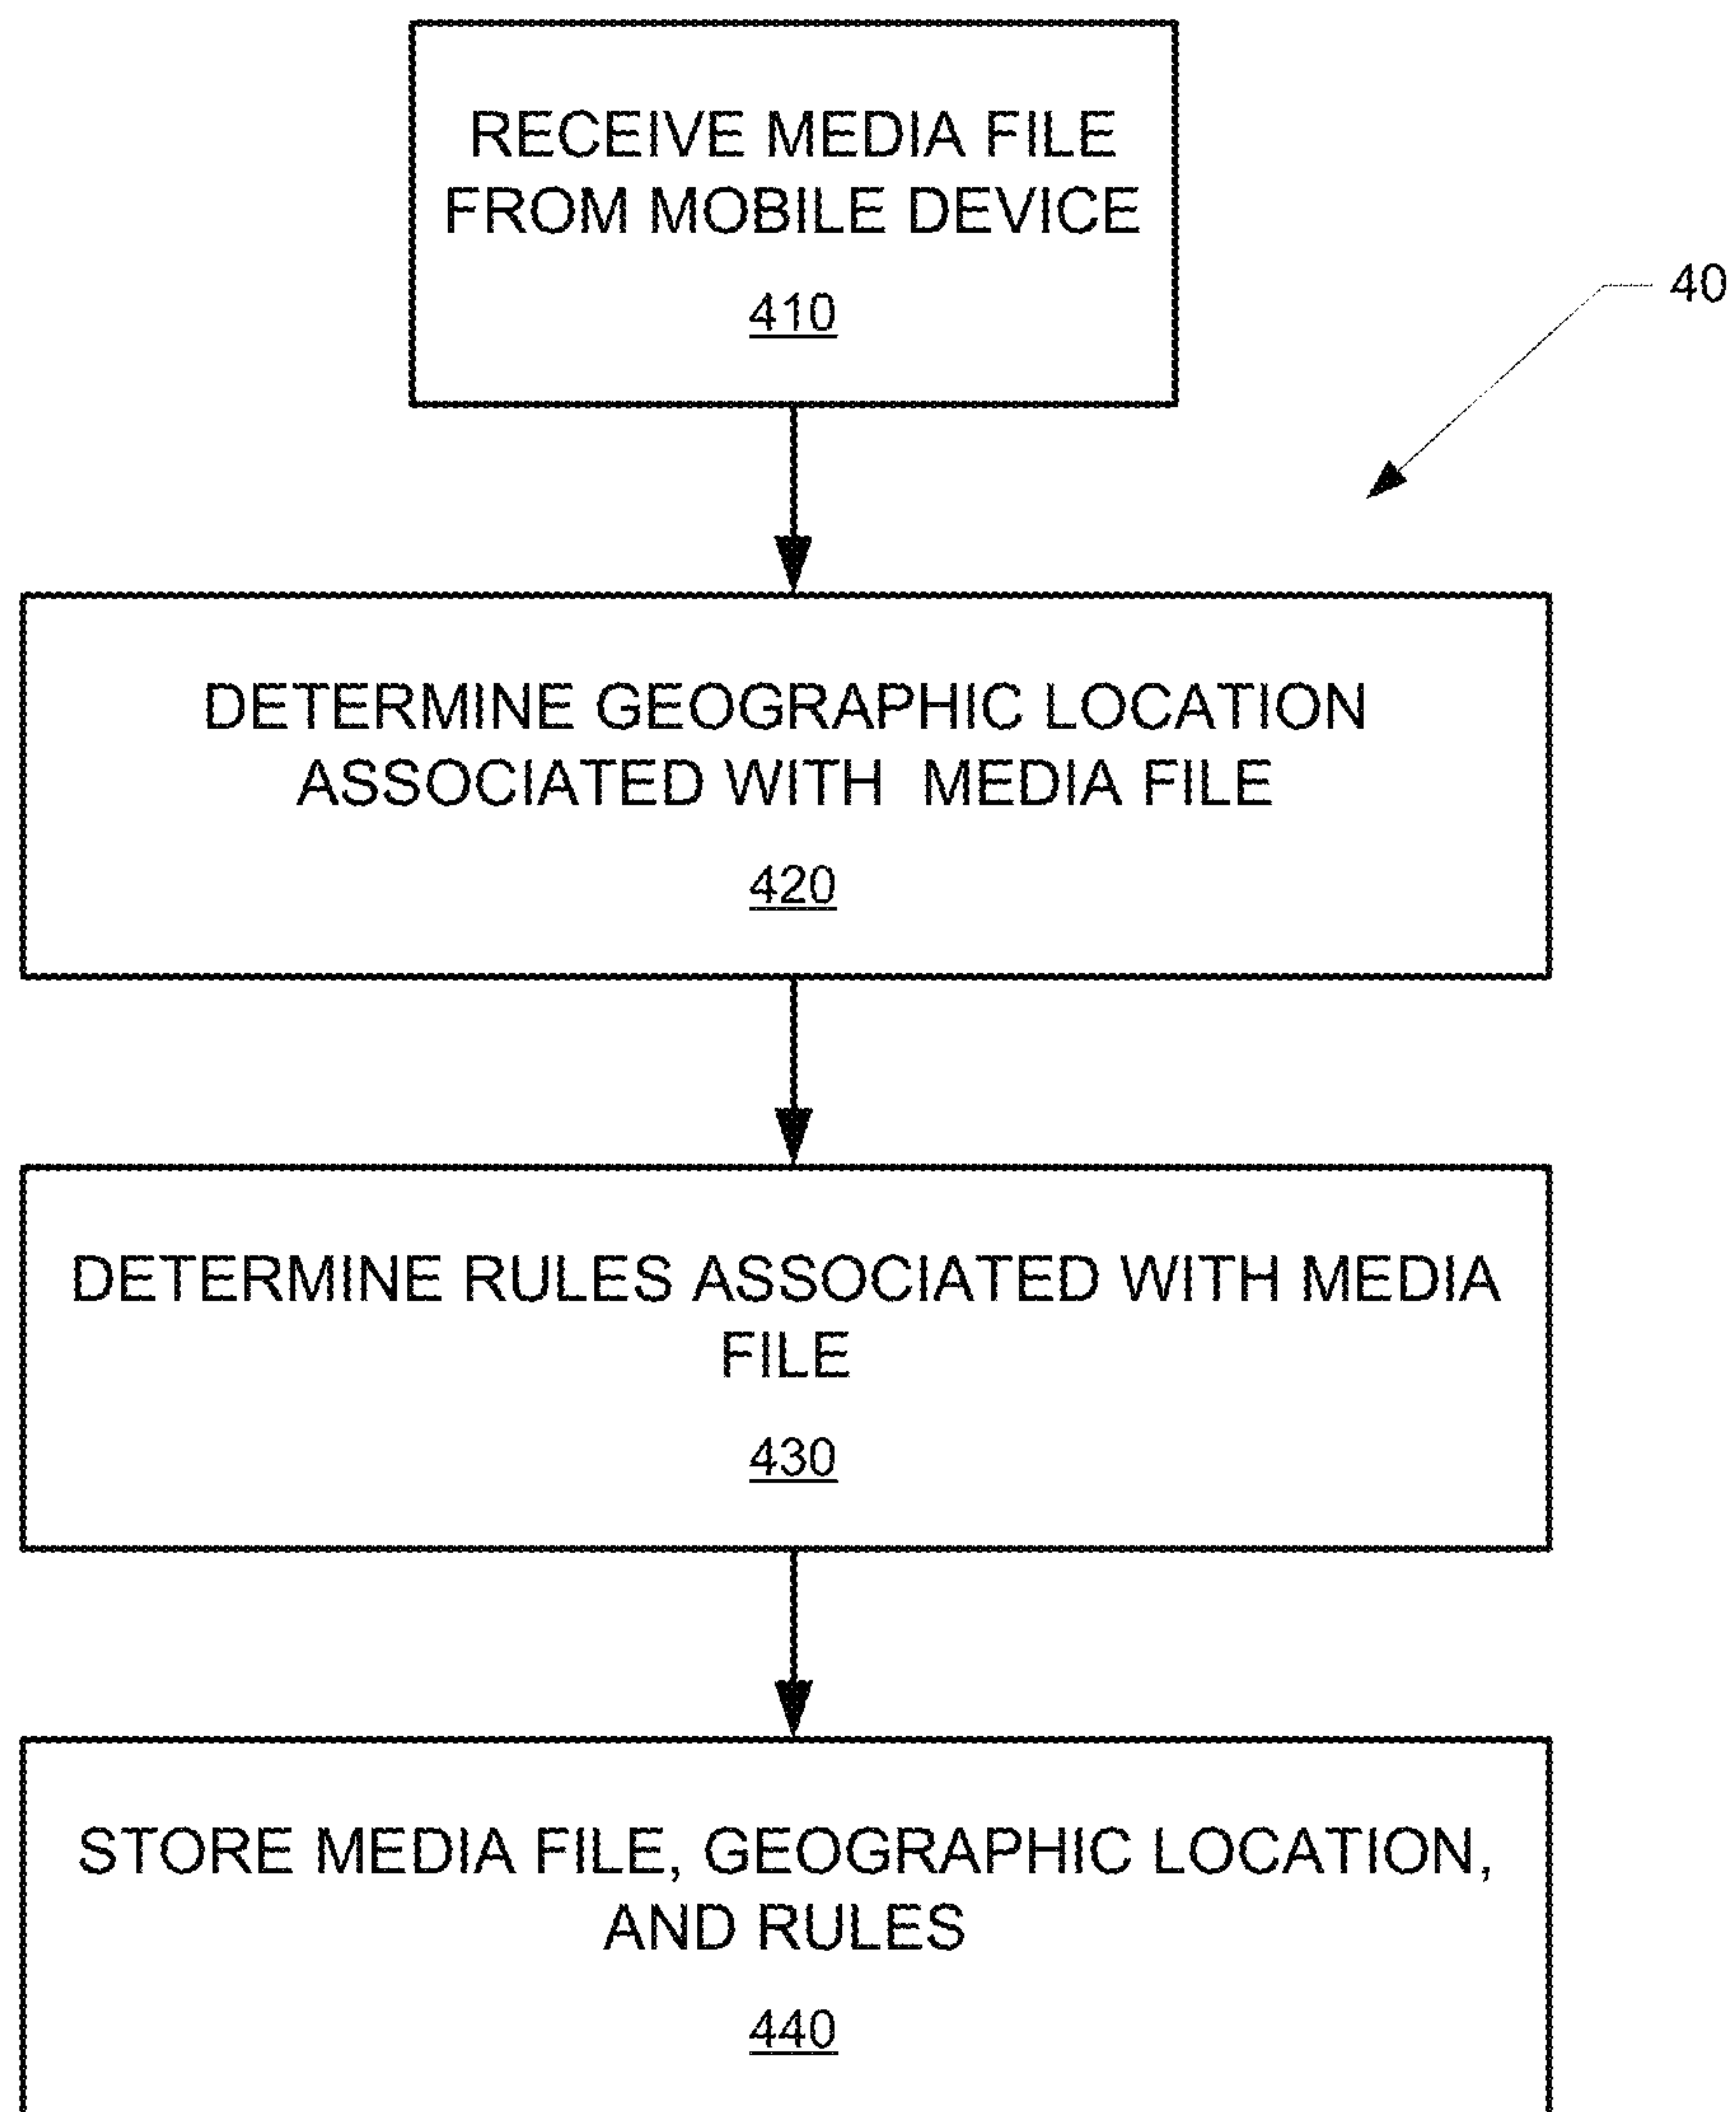 RECEIVE MEDIA FILE
FROM MOBILE DEVICE
410
40
DETERMINE GEOGRAPHIC LOCATION
ASSOCIATED WITH MEDIA FILE
420
DETERMINE RULES ASSOCIATED WITH MEDIA
FILE
430
STORE MEDIA FILE, GEOGRAPHIC LOCATION,
AND RULES
440